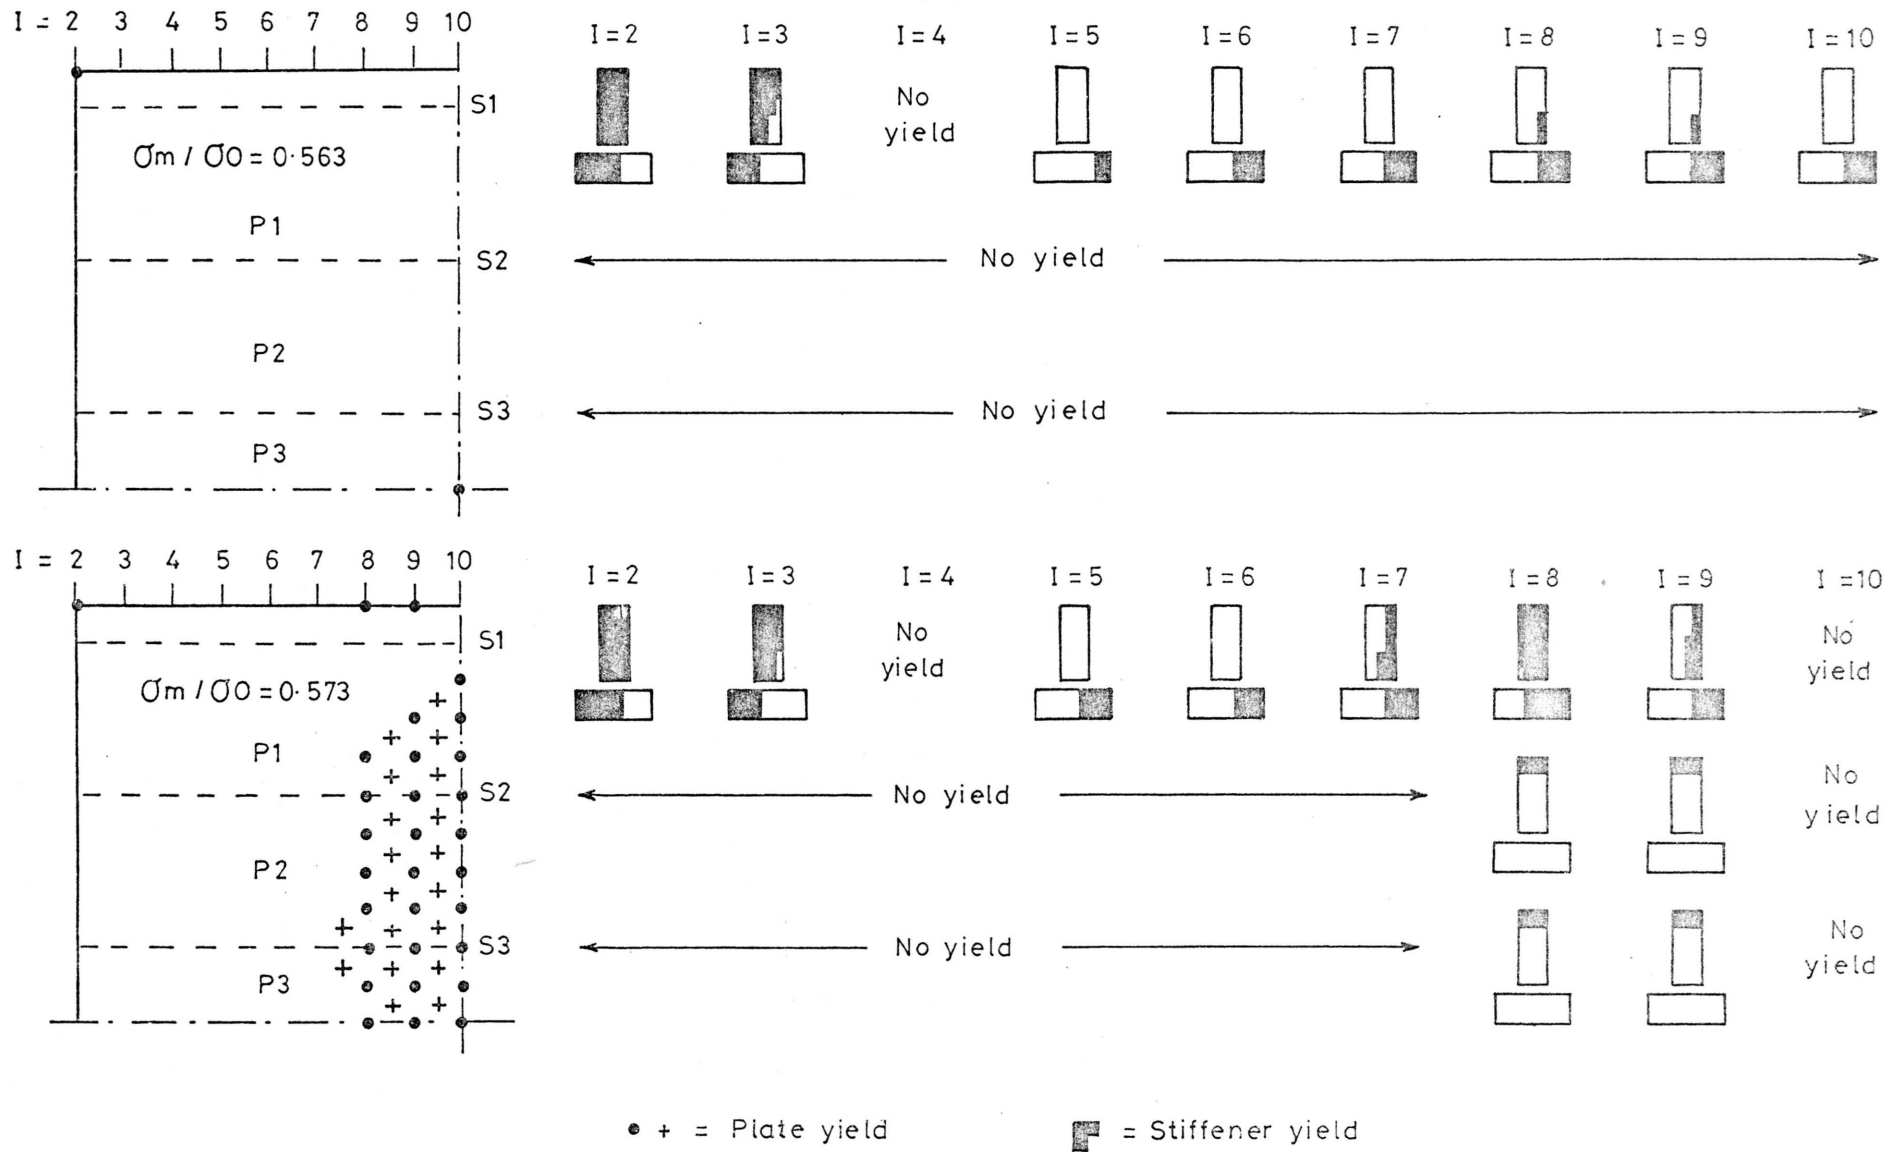 I = 2 3 4 5 6 7 8 9 10
I=2 I=3 I=4 I=5 I=6 I=7 I=8 I=9 I=10
No
yield
S1
σm / σ0 = 0·563
P1
S2
No yield
P2
S3
No yield
P3
I = 2 3 4 5 6 7 8 9 10
I=2 I=3 I=4 I=5 I=6 I=7 I=8 I=9 I=10
No
yield
No
yield
S1
σm / σ0 = 0·573
P1
S2
No yield
No
yield
P2
S3
No yield
No
yield
P3
• + = Plate yield
= Stiffener yield